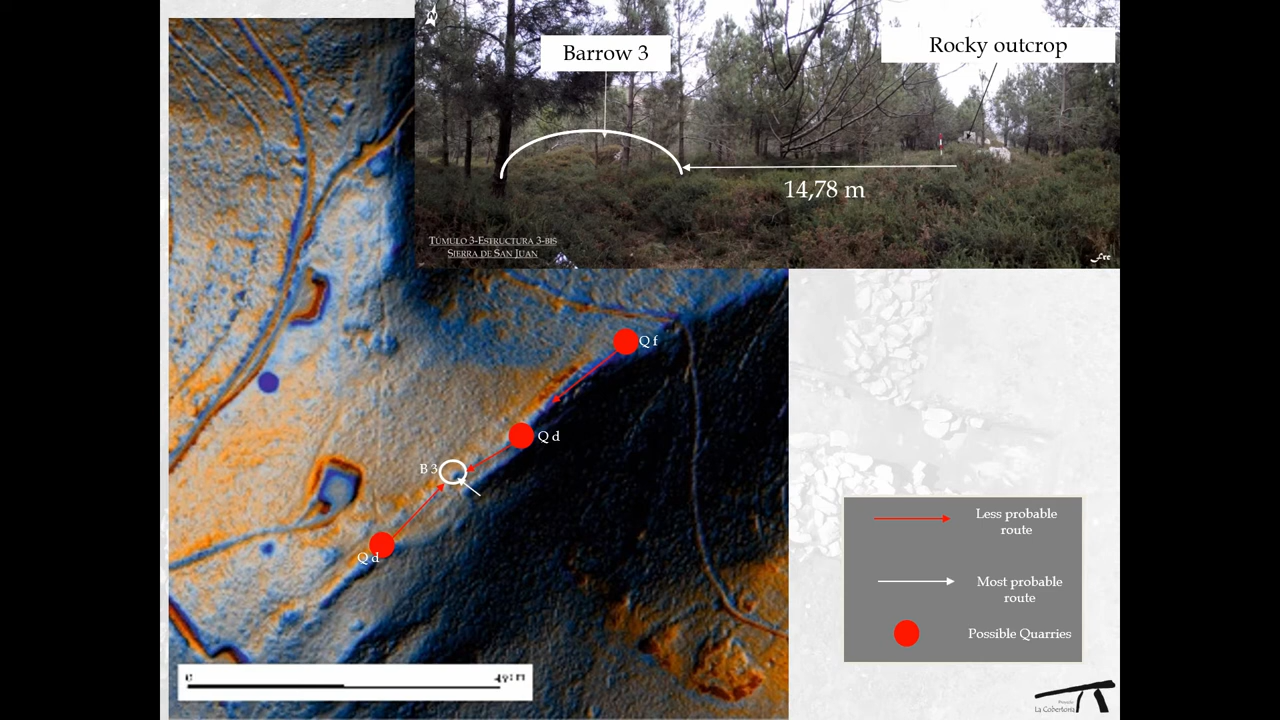 Barrow 3
Rocky outcrop
14,78 m
TÚMULO 3-ESTRUCTURA 3-BIS
SIERRA DE SAN JUAN
Q f
Q d
B 3
Q d
Less probable
route
Most probable
route
Possible Quarries
La Cobertoria